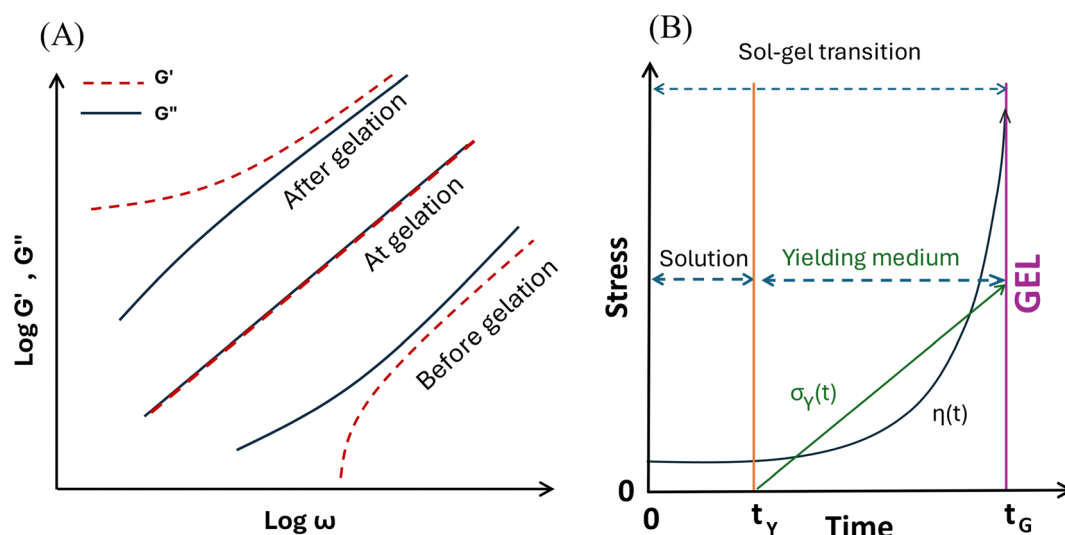 (A)
G'
G"
After gelation
At gelation
Before gelation
Log G' , G"
Log ω
(B)
Sol-gel transition
Solution
Yielding medium
Stress
GEL
σY(t)
η(t)
0
0
tY
Time
tG